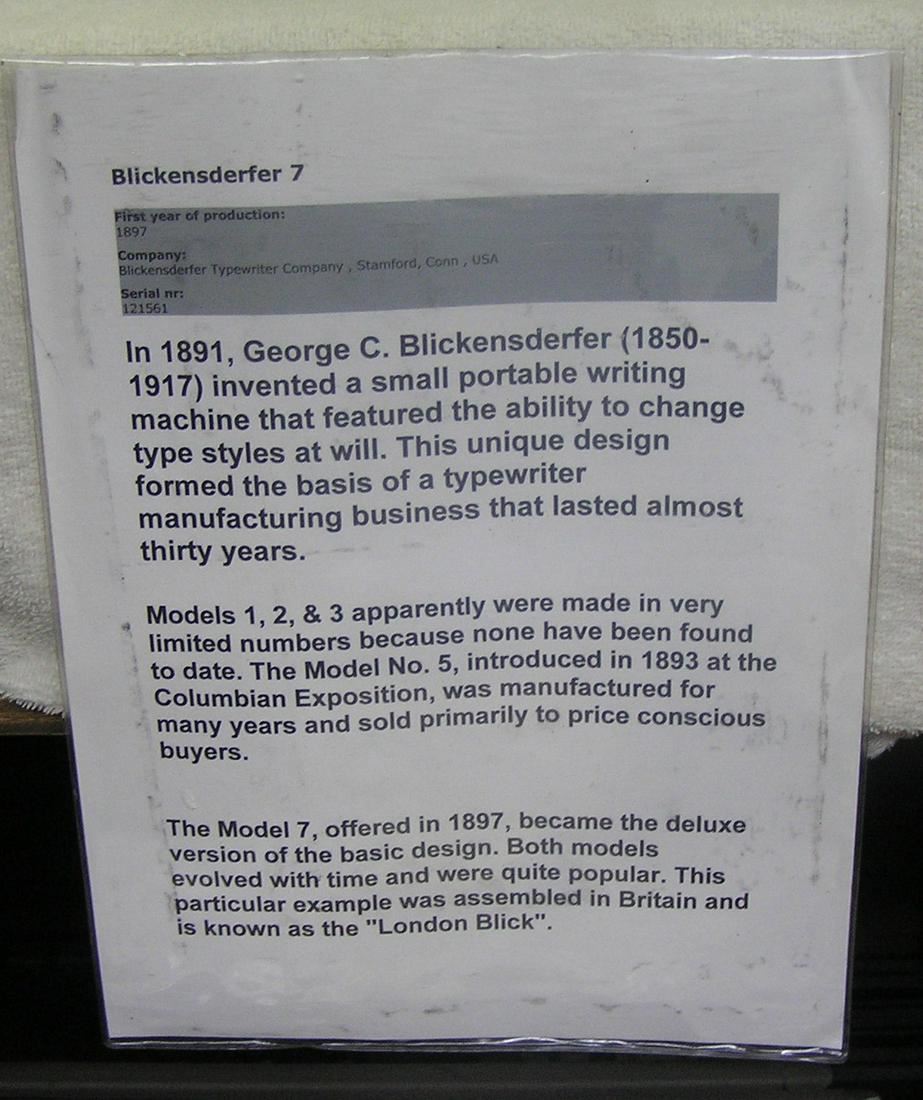 Blickensderfer 7
First year of production:
1897
Company:
Blickensderfer Typewriter Company , Stamford, Conn , USA
Serial nr:
121561
In 1891, George C. Blickensderfer (1850-
1917) invented a small portable writing
machine that featured the ability to change
type styles at will. This unique design
formed the basis of a typewriter
manufacturing business that lasted almost
thirty years.
Models 1, 2, & 3 apparently were made in very
limited numbers because none have been found
to date. The Model No. 5, introduced in 1893 at the
Columbian Exposition, was manufactured for
many years and sold primarily to price conscious
buyers.
The Model 7, offered in 1897, became the deluxe
version of the basic design. Both models
evolved with time and were quite popular. This
particular example was assembled in Britain and
is known as the "London Blick".